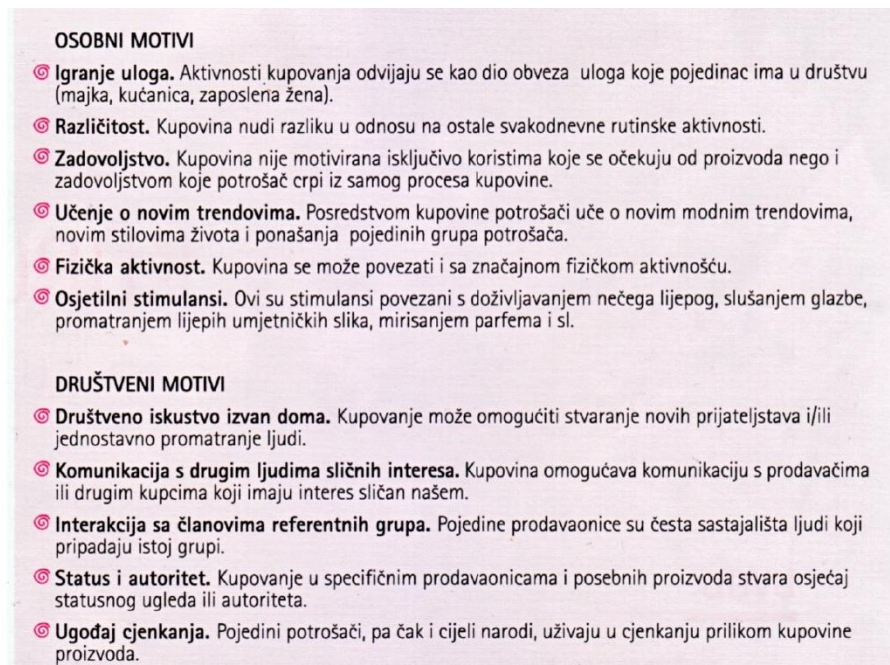 OSOBNI MOTIVI
Igranje uloga. Aktivnosti kupovanja odvijaju se kao dio obveza uloga koje pojedinac ima u društvu
(majka, kućanica, zaposlena žena).
Različitost. Kupovina nudi razliku u odnosu na ostale svakodnevne rutinske aktivnosti.
Zadovoljstvo. Kupovina nije motivirana isključivo koristima koje se očekuju od proizvoda nego i
zadovoljstvom koje potrošač crpi iz samog procesa kupovine.
Učenje o novim trendovima. Posredstvom kupovine potrošači uče o novim modnim trendovima,
novim stilovima života i ponašanja pojedinih grupa potrošača.
Fizička aktivnost. Kupovina se može povezati i sa značajnom fizičkom aktivnošću.
Osjetilni stimulansi. Ovi su stimulansi povezani s doživljavanjem nečega lijepog, slušanjem glazbe,
promatranjem lijepih umjetničkih slika, mirisanjem parfema i sl.
DRUŠTVENI MOTIVI
Društveno iskustvo izvan doma. Kupovanje može omogućiti stvaranje novih prijateljstava i/ili
jednostavno promatranje ljudi.
Komunikacija s drugim ljudima sličnih interesa. Kupovina omogućava komunikaciju s prodavačima
ili drugim kupcima koji imaju interes sličan našem.
Interakcija sa članovima referentnih grupa. Pojedine prodavaonice su česta sastajališta ljudi koji
pripadaju istoj grupi.
Status i autoritet. Kupovanje u specifičnim prodavaonicama i posebnih proizvoda stvara osjećaj
statusnog ugleda ili autoriteta.
Ugođaj cjenkanja. Pojedini potrošači, pa čak i cijeli narodi, uživaju u cjenkanju prilikom kupovine
proizvoda.